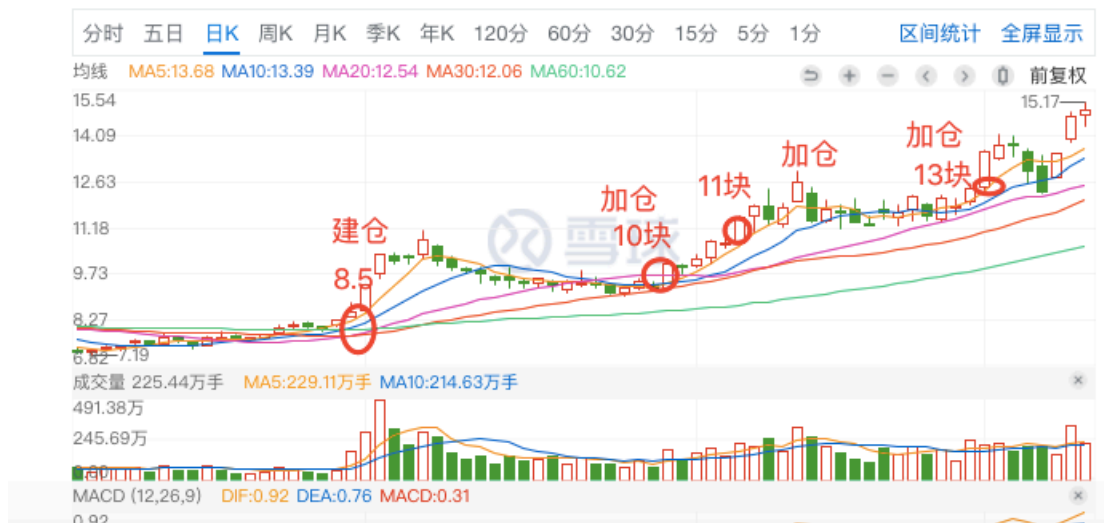 分时 五日 日K 周K 月K 季K 年K 120分 60分 30分 15分 5分 1分 区间统计 全屏显示
均线 MA5:13.68 MA10:13.39 MA20:12.54 MA30:12.06 MA60:10.62 前复权
15.54
15.17
14.09
加仓
加仓
12.63
13块
11块
加仓
11.18
建仓
10块
雪球
9.73
8.5
8.27
6.82
7.19
成交量 225.44万手 MA5:229.11万手 MA10:214.63万手
491.38万
245.69万
0.00
MACD (12,26,9) DIF:0.92 DEA:0.76 MACD:0.31
0.92